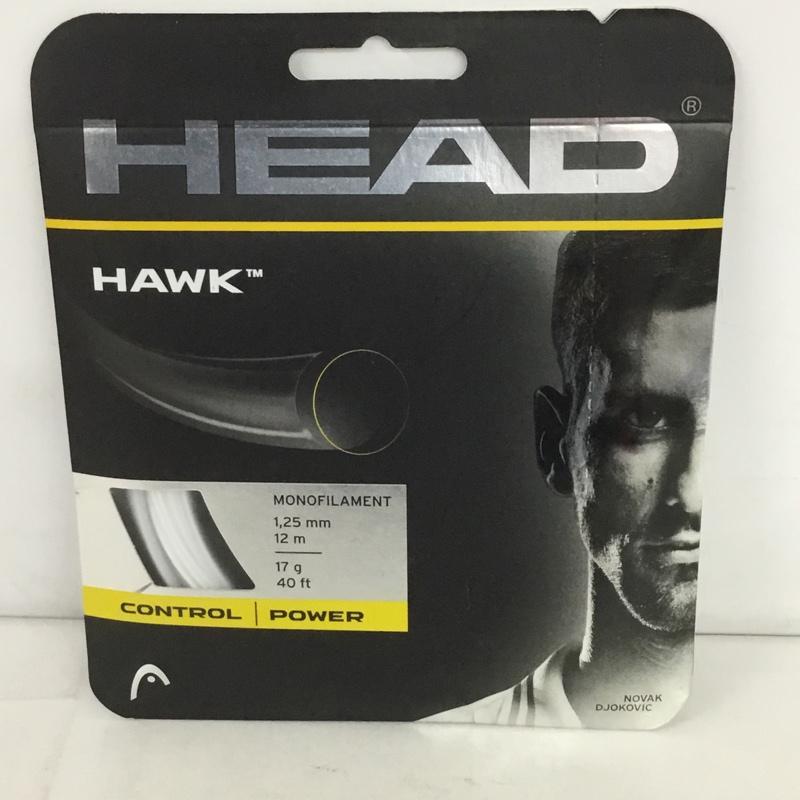 HEAD®
HAWK™
MONOFILAMENT
1,25 mm
12 m
17 g
40 ft
CONTROL | POWER
NOVAK
DJOKOVIC